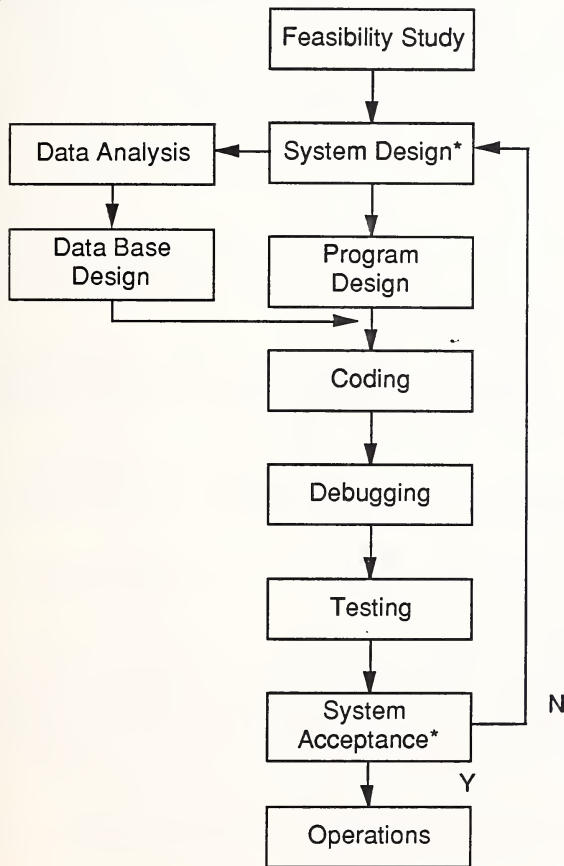 Feasibility Study
Data Analysis
System Design*
Data Base
Design
Program
Design
Coding
Debugging
Testing
System
Acceptance*
N
Y
Operations